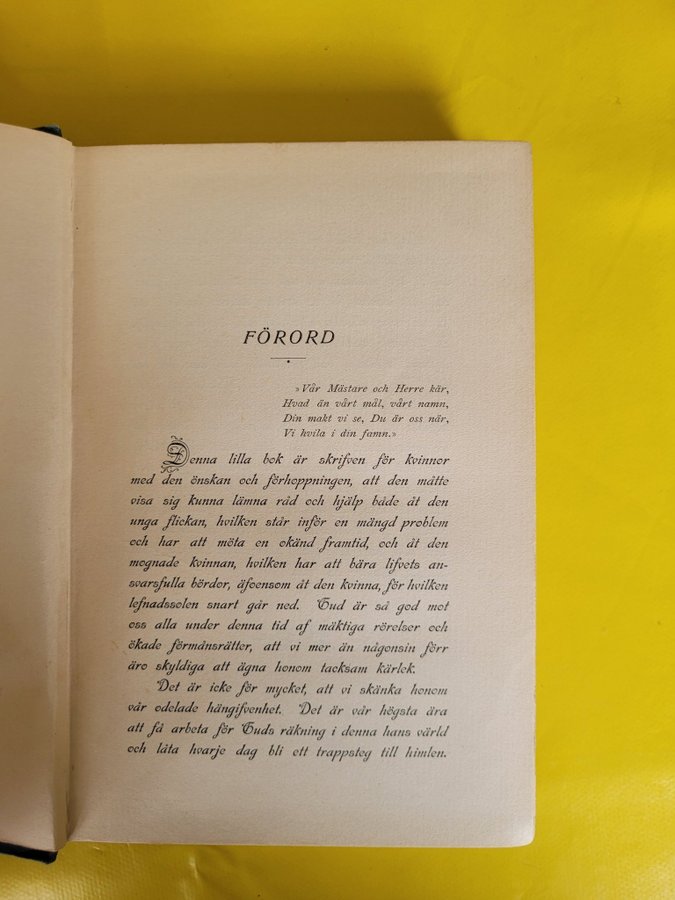 FÖRORD
»Vår Mästare och Herre kär,
Hvad än vårt mål, vårt namn,
Din makt vi se, Du är oss när,
Vi hvila i din famn.»
Denna lilla bok är skrifven för kvinnor
med den önskan och förhoppningen, att den måtte
visa sig kunna lämna råd och hjälp både åt den
unga flickan, hvilken står inför en mängd problem
och har att möta en okänd framtid, och åt den
mognade kvinnan, hvilken har att bära lifvets an-
svarsfulla bördor, äfvensom åt den kvinna, för hvilken
lefnadssolen snart går ned. Gud är så god mot
oss alla under denna tid af mäktiga rörelser och
ökade förmånsrätter, att vi mer än någonsin förr
äro skyldiga att ägna honom tacksam kärlek.
Det är icke för mycket, att vi skänka honom
vår odelade hängifvenhet. Det är vår högsta ära
att få arbeta för Guds räkning i denna hans värld
och låta hvarje dag bli ett trappsteg till himlen.